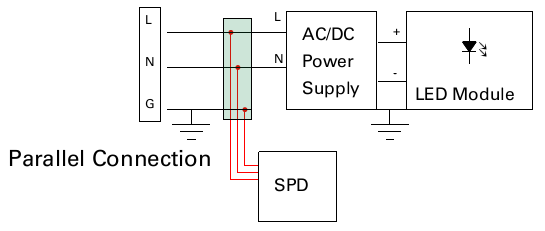 L
L
+
AC/DC
Power
Supply
N
N
-
LED Module
G
Parallel Connection
SPD